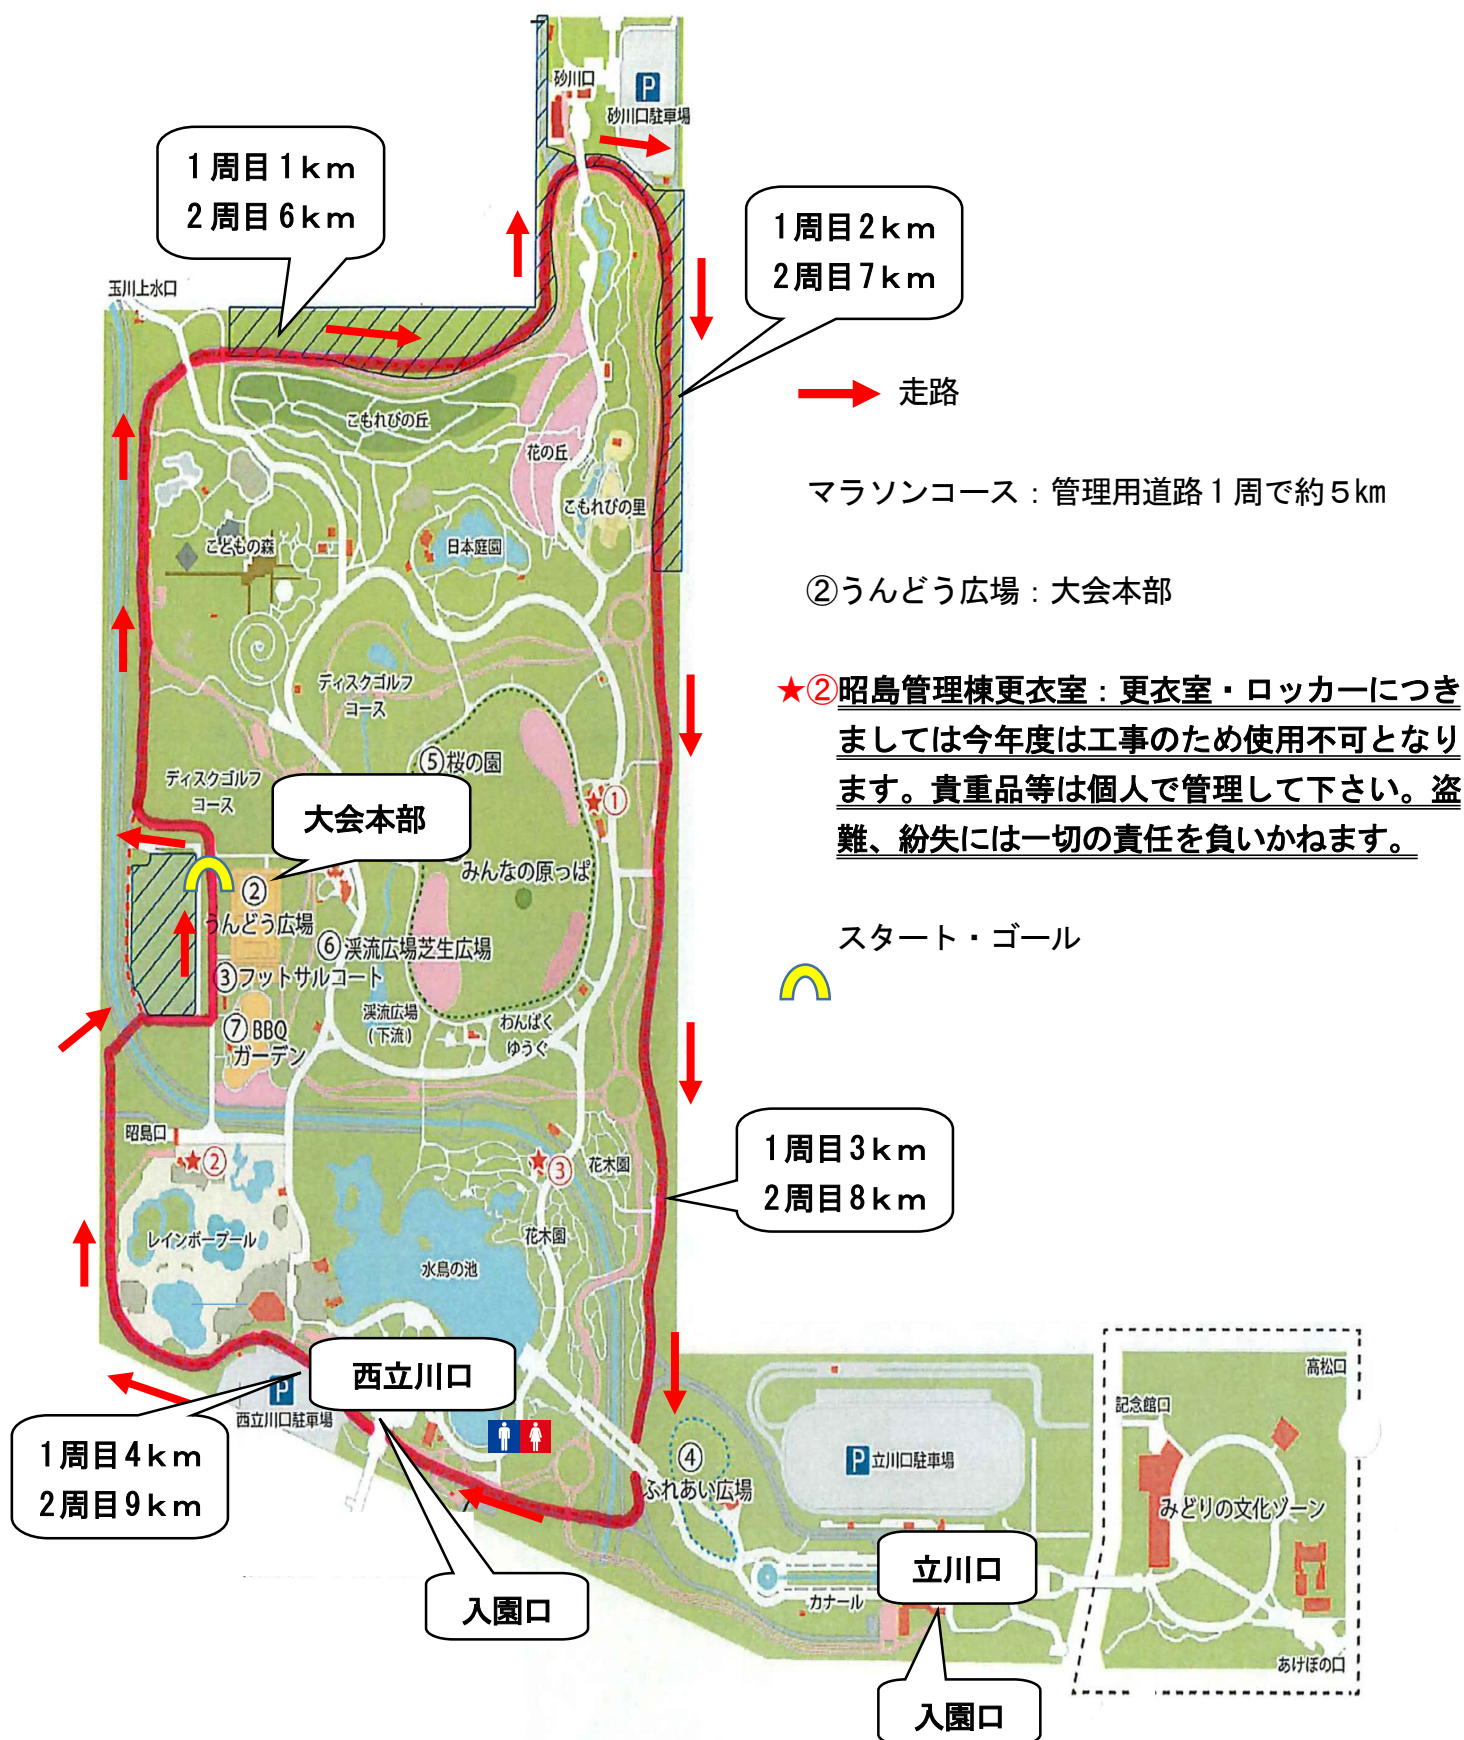 砂川口
P
砂川口駐車場
1周目1km
2周目6km
1周目2km
2周目7km
玉川上水口
走路
こもれびの丘
花の丘
こもれびの里
マラソンコース：管理用道路1周で約5km
こどもの森
日本庭園
②うんどう広場：大会本部
ディスクゴルフ
コース
★②昭島管理棟更衣室：更衣室・ロッカーにつき
ましては今年度は工事のため使用不可となり
ます。貴重品等は個人で管理して下さい。盗
難、紛失には一切の責任を負いかねます。
⑤桜の園
ディスクゴルフ
コース
★①
大会本部
みんなの原っぱ
②
うんどう広場
⑥渓流広場芝生広場
スタート・ゴール
③フットサルコート
渓流広場
(下流)
わんぱく
ゆうぐ
⑦BBQ
ガーデン
昭島口
★②
★③
花木園
1周目3km
2周目8km
レインボープール
花木園
水鳥の池
西立川口
P
西立川口駐車場
1周目4km
2周目9km
高松口
記念館口
④
ふれあい広場
P立川口駐車場
みどりの文化ゾーン
立川口
カナール
入園口
あけぼの口
入園口